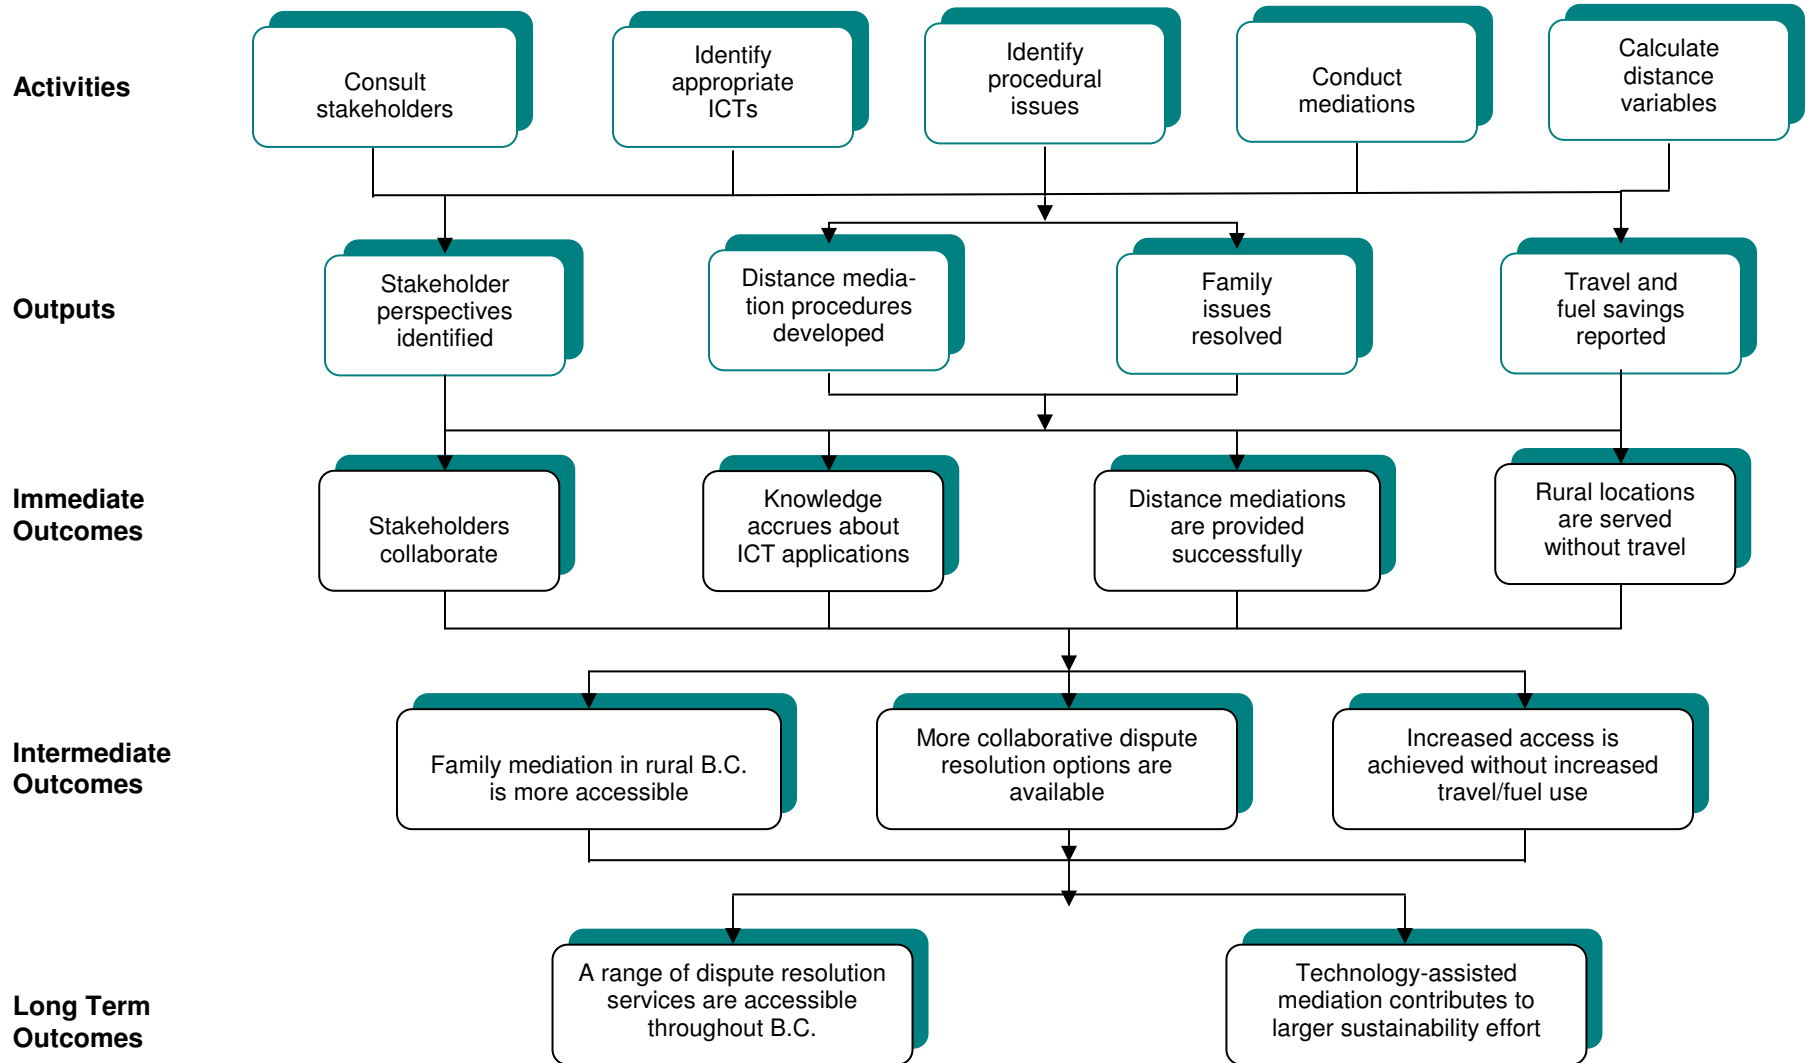 Activities
Consult
stakeholders
Identify
appropriate
ICTs
Identify
procedural
issues
Conduct
mediations
Calculate
distance
variables
Outputs
Stakeholder
perspectives
identified
Distance media-
tion procedures
developed
Family
issues
resolved
Travel and
fuel savings
reported
Immediate
Outcomes
Stakeholders
collaborate
Knowledge
accrues about
ICT applications
Distance mediations
are provided
successfully
Rural locations
are served
without travel
Intermediate
Outcomes
Family mediation in rural B.C.
is more accessible
More collaborative dispute
resolution options are
available
Increased access is
achieved without increased
travel/fuel use
Long Term
Outcomes
A range of dispute resolution
services are accessible
throughout B.C.
Technology-assisted
mediation contributes to
larger sustainability effort